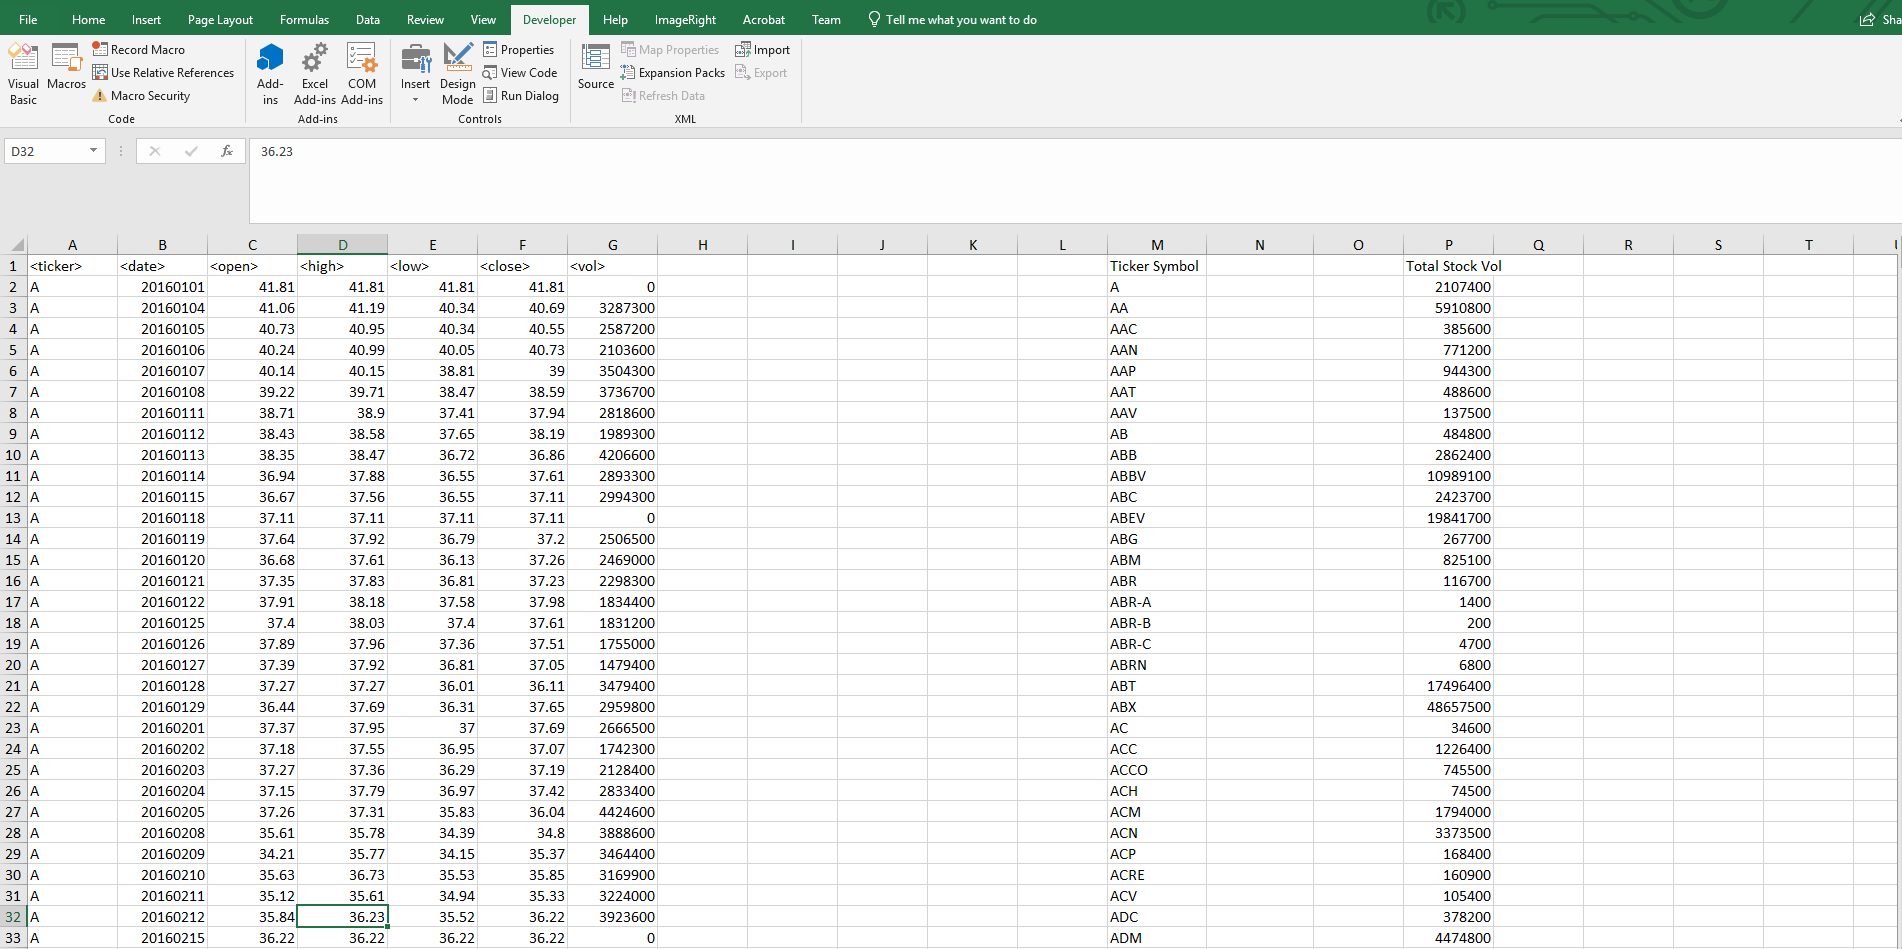 File Home Insert Page Layout Formulas Data Review View Developer Help ImageRight Acrobat Team Tell me what you want to do Sha
Visual Basic Macros Record Macro Use Relative References Macro Security Code
Add-ins Excel Add-ins COM Add-ins Add-ins
Insert Design Mode Properties View Code Run Dialog Controls
Source Map Properties Expansion Packs Refresh Data Import Export XML
D32 fx 36.23
A B C D E F G H I J K L M N O P Q R S T
1 <ticker> <date> <open> <high> <low> <close> <vol> Ticker Symbol Total Stock Vol
2 A 20160101 41.81 41.81 41.81 41.81 0 A 2107400
3 A 20160104 41.06 41.19 40.34 40.69 3287300 AA 5910800
4 A 20160105 40.73 40.95 40.34 40.55 2587200 AAC 385600
5 A 20160106 40.24 40.99 40.05 40.73 2103600 AAN 771200
6 A 20160107 40.14 40.15 38.81 39 3504300 AAP 944300
7 A 20160108 39.22 39.71 38.47 38.59 3736700 AAT 488600
8 A 20160111 38.71 38.9 37.41 37.94 2818600 AAV 137500
9 A 20160112 38.43 38.58 37.65 38.19 1989300 AB 484800
10 A 20160113 38.35 38.47 36.72 36.86 4206600 ABB 2862400
11 A 20160114 36.94 37.88 36.55 37.61 2893300 ABBV 10989100
12 A 20160115 36.67 37.56 36.55 37.11 2994300 ABC 2423700
13 A 20160118 37.11 37.11 37.11 37.11 0 ABEV 19841700
14 A 20160119 37.64 37.92 36.79 37.2 2506500 ABG 267700
15 A 20160120 36.68 37.61 36.13 37.26 2469000 ABM 825100
16 A 20160121 37.35 37.83 36.81 37.23 2298300 ABR 116700
17 A 20160122 37.91 38.18 37.58 37.98 1834400 ABR-A 1400
18 A 20160125 37.4 38.03 37.4 37.61 1831200 ABR-B 200
19 A 20160126 37.89 37.96 37.36 37.51 1755000 ABR-C 4700
20 A 20160127 37.39 37.92 36.81 37.05 1479400 ABRN 6800
21 A 20160128 37.27 37.27 36.01 36.11 3479400 ABT 17496400
22 A 20160129 36.44 37.69 36.31 37.65 2959800 ABX 48657500
23 A 20160201 37.37 37.95 37 37.69 2666500 AC 34600
24 A 20160202 37.18 37.55 36.95 37.07 1742300 ACC 1226400
25 A 20160203 37.27 37.36 36.29 37.19 2128400 ACCO 745500
26 A 20160204 37.15 37.79 36.97 37.42 2833400 ACH 74500
27 A 20160205 37.26 37.31 35.83 36.04 4424600 ACM 1794000
28 A 20160208 35.61 35.78 34.39 34.8 3888600 ACN 3373500
29 A 20160209 34.21 35.77 34.15 35.37 3464400 ACP 168400
30 A 20160210 35.63 36.73 35.53 35.85 3169900 ACRE 160900
31 A 20160211 35.12 35.61 34.94 35.33 3224000 ACV 105400
32 A 20160212 35.84 36.23 35.52 36.22 3923600 ADC 378200
33 A 20160215 36.22 36.22 36.22 36.22 0 ADM 4474800